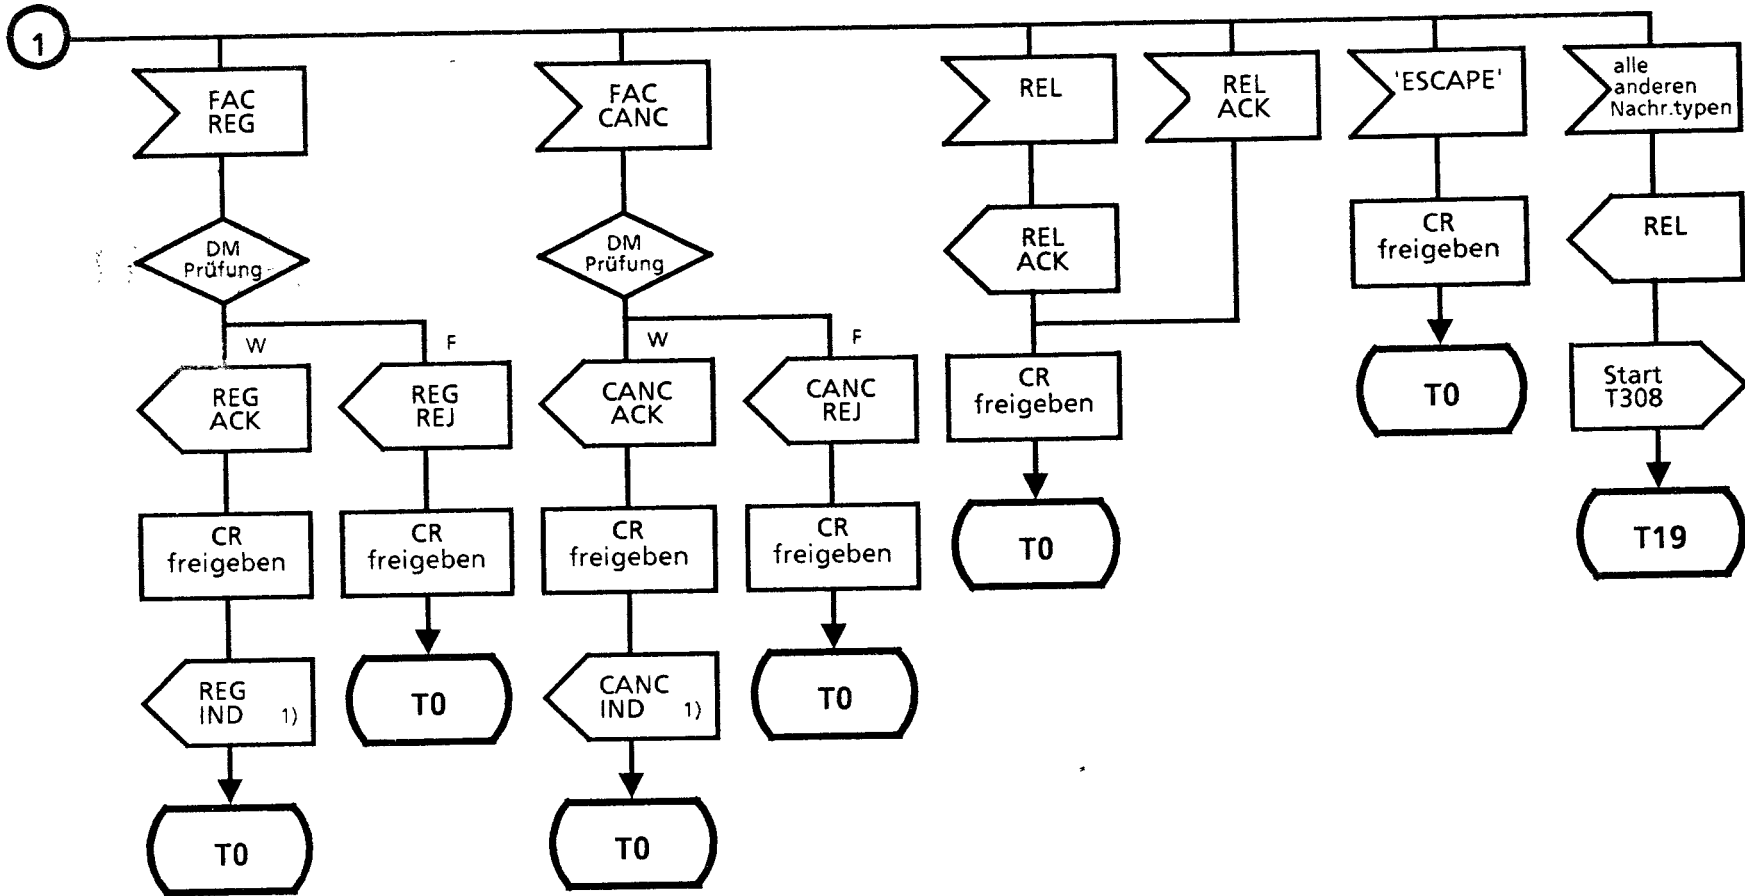 1
FAC
REG
FAC
CANC
REL
REL
ACK
'ESCAPE'
alle
anderen
Nachr.typen
DM
Prüfung
DM
Prüfung
REL
ACK
CR
freigeben
REL
W
F
W
F
REG
ACK
REG
REJ
CANC
ACK
CANC
REJ
CR
freigeben
T0
Start
T308
CR
freigeben
CR
freigeben
CR
freigeben
CR
freigeben
T0
T19
REG
IND 1)
T0
CANC
IND 1)
T0
T0
T0